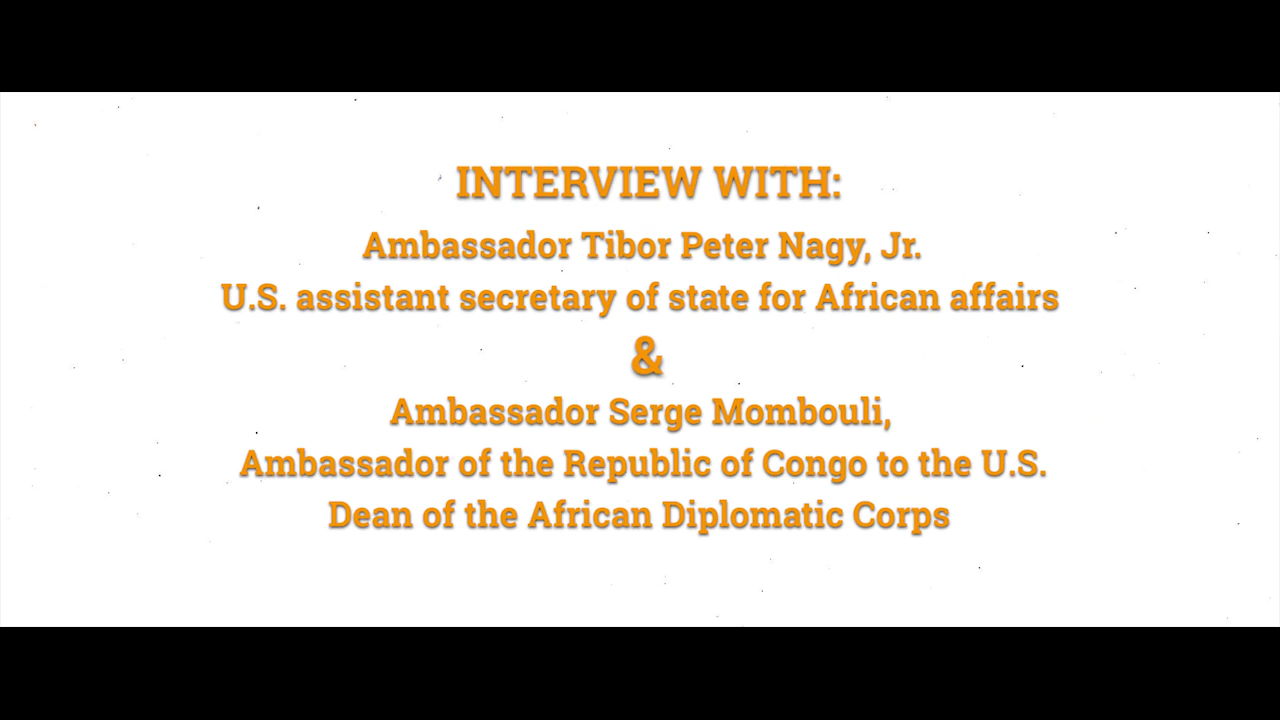 INTERVIEW WITH:
Ambassador Tibor Peter Nagy, Jr.
U.S. assistant secretary of state for African affairs
&
Ambassador Serge Mombouli,
Ambassador of the Republic of Congo to the U.S.
Dean of the African Diplomatic Corps